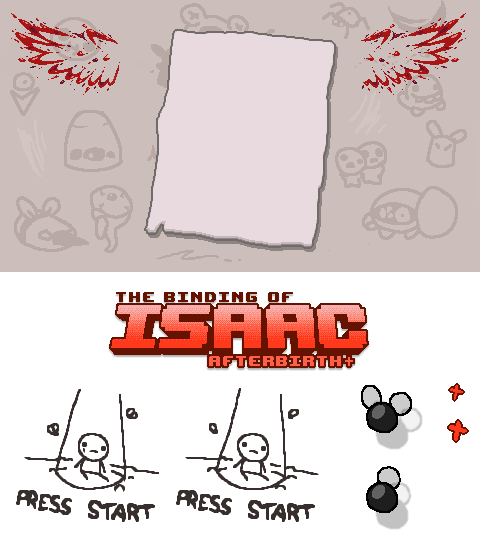 THE BINDING OF
ISAAC
AFTERBIRTH+
PRESS START
PRESS START